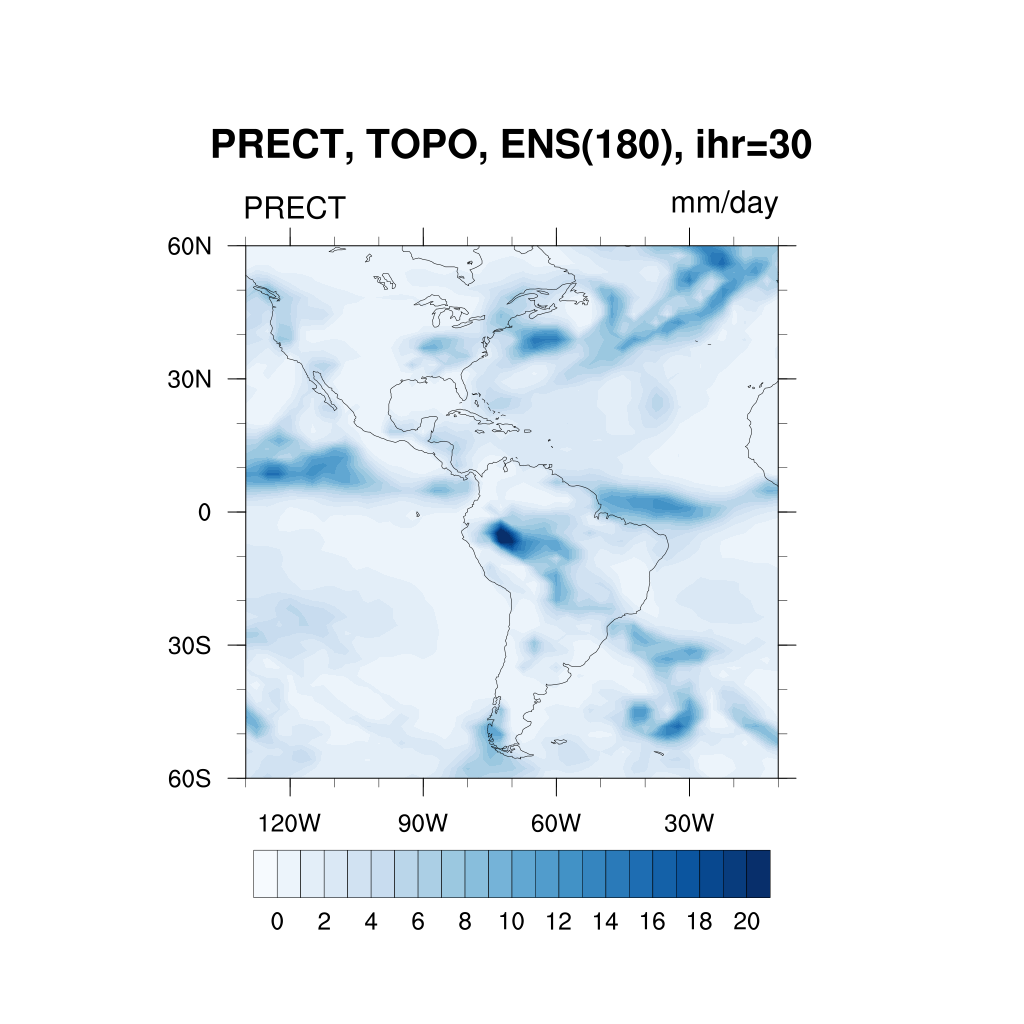 PRECT, TOPO, ENS(180), ihr=30
PRECT mm/day
60N
30N
0
30S
60S
120W 90W 60W 30W
0 2 4 6 8 10 12 14 16 18 20